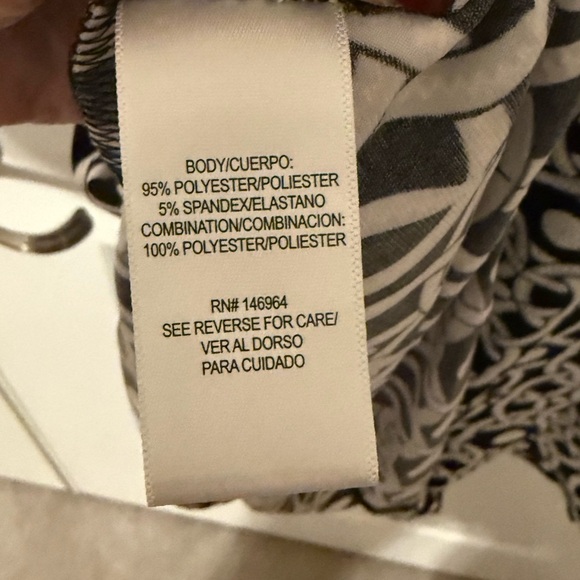 BODY/CUERPO:
95% POLYESTER/POLIESTER
5% SPANDEX/ELASTANO
COMBINATION/COMBINACION:
100% POLYESTER/POLIESTER
RN# 146964
SEE REVERSE FOR CARE/
VER AL DORSO
PARA CUIDADO